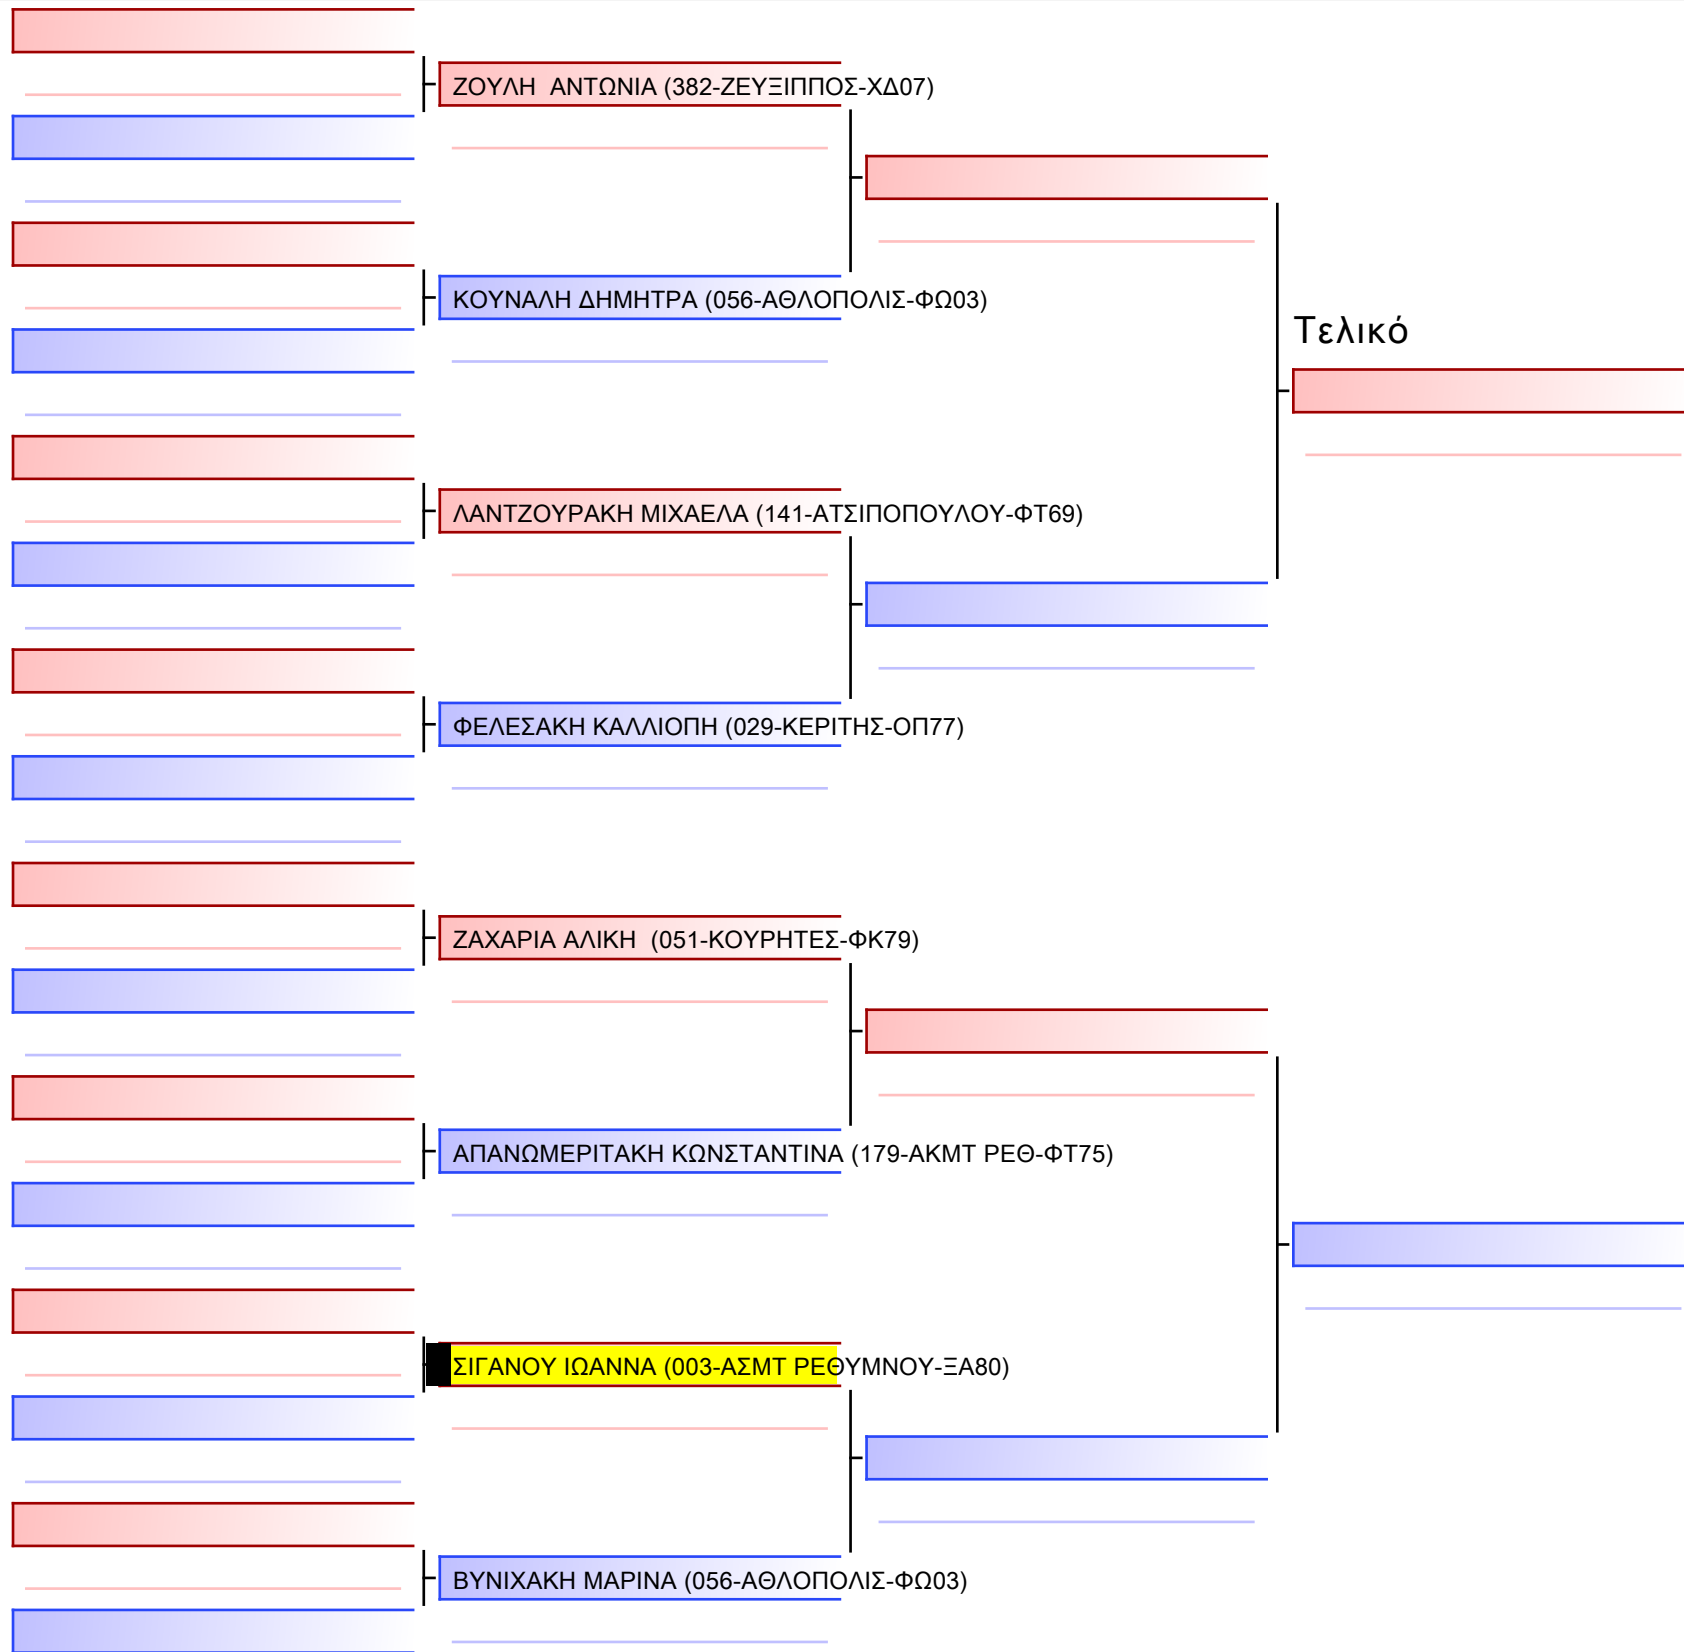 ΖΟΥΛΗ  ΑΝΤΩΝΙΑ (382-ΖΕΥΞΙΠΠΟΣ-ΧΔ07)
ΚΟΥΝΑΛΗ ΔΗΜΗΤΡΑ (056-ΑΘΛΟΠΟΛΙΣ-ΦΩ03)
Τελικό
ΛΑΝΤΖΟΥΡΑΚΗ ΜΙΧΑΕΛΑ (141-ΑΤΣΙΠΟΠΟΥΛΟΥ-ΦΤ69)
ΦΕΛΕΣΑΚΗ ΚΑΛΛΙΟΠΗ (029-ΚΕΡΙΤΗΣ-ΟΠ77)
ΖΑΧΑΡΙΑ ΑΛΙΚΗ  (051-ΚΟΥΡΗΤΕΣ-ΦΚ79)
ΑΠΑΝΩΜΕΡΙΤΑΚΗ ΚΩΝΣΤΑΝΤΙΝΑ (179-ΑΚΜΤ ΡΕΘ-ΦΤ75)
ΣΙΓΑΝΟΥ ΙΩΑΝΝΑ (003-ΑΣΜΤ ΡΕΘΥΜΝΟΥ-ΞΑ80)
ΒΥΝΙΧΑΚΗ ΜΑΡΙΝΑ (056-ΑΘΛΟΠΟΛΙΣ-ΦΩ03)